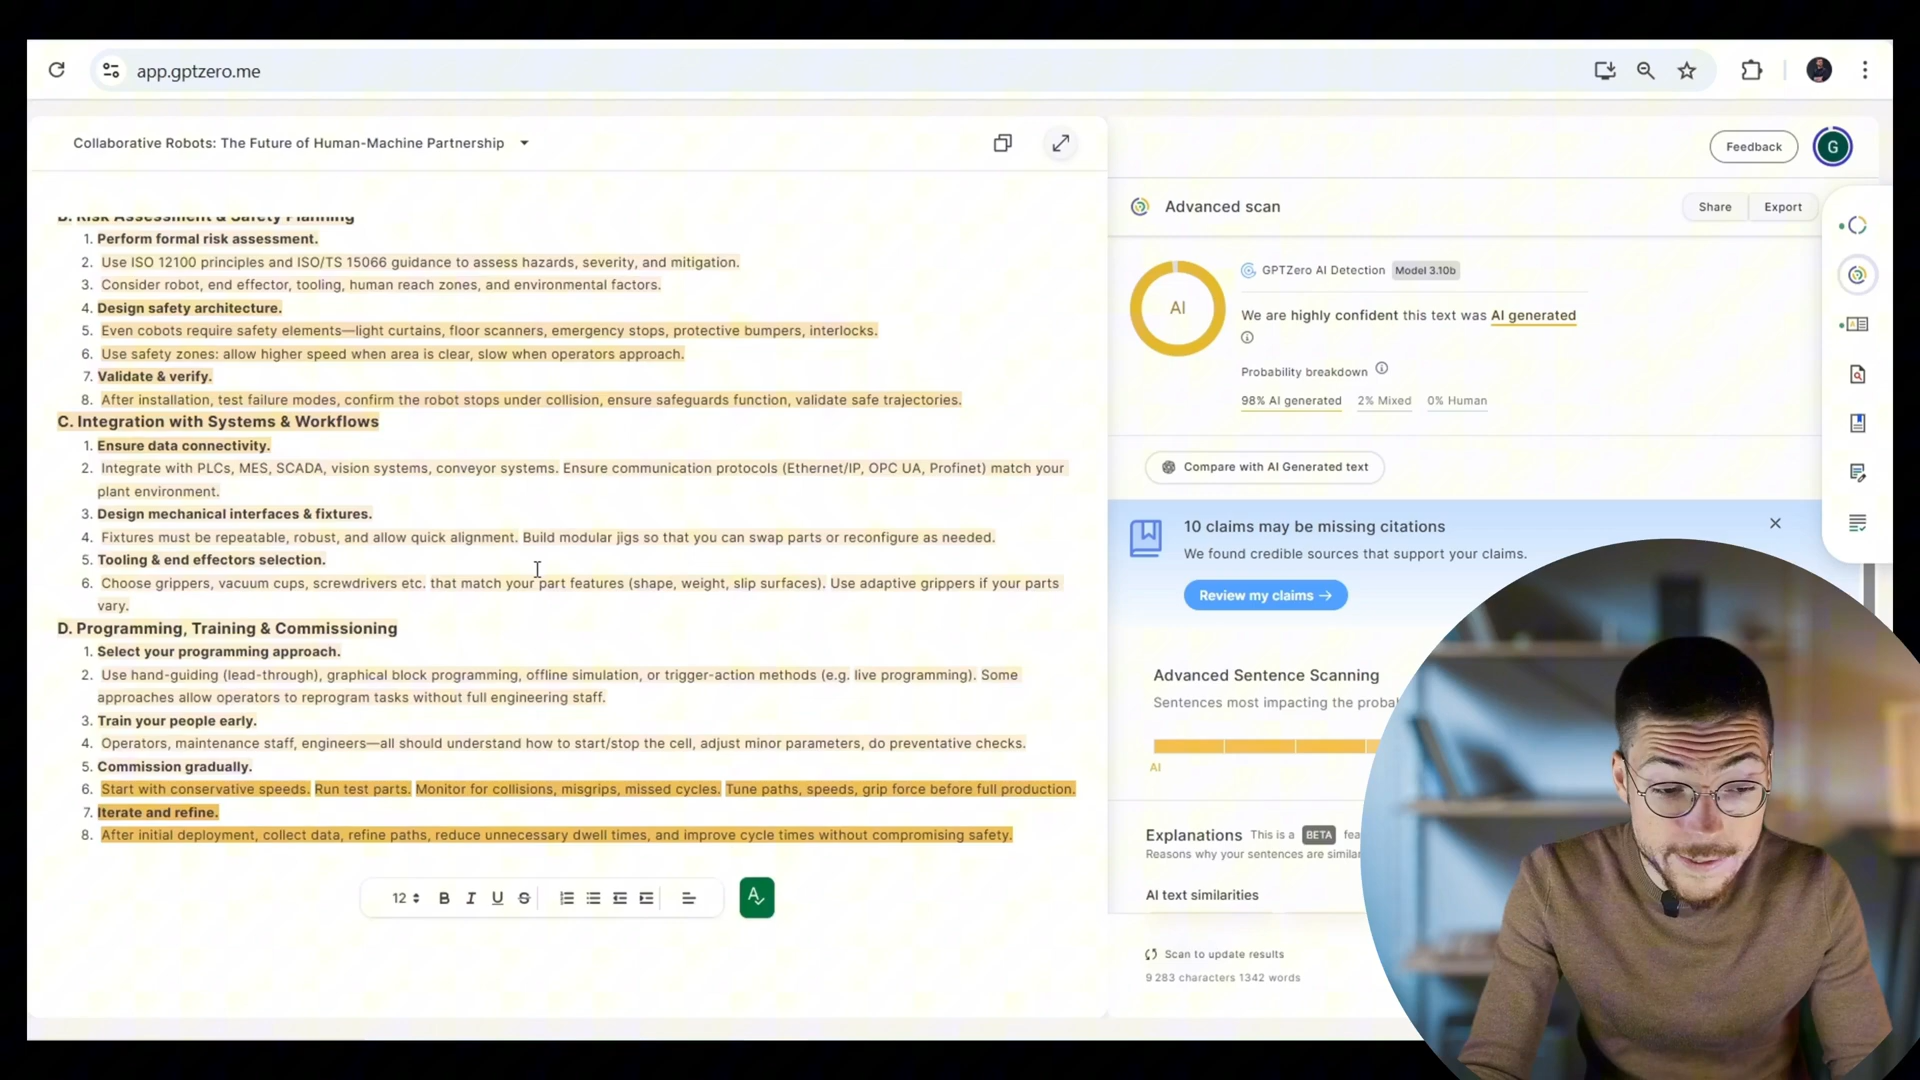 app.gptzero.me
Collaborative Robots: The Future of Human-Machine Partnership
B. Risk Assessment & Safety Planning
1. Perform formal risk assessment.
2. Use ISO 12100 principles and ISO/TS 15066 guidance to assess hazards, severity, and mitigation.
3. Consider robot, end effector, tooling, human reach zones, and environmental factors.
4. Design safety architecture.
5. Even cobots require safety elements—light curtains, floor scanners, emergency stops, protective bumpers, interlocks.
6. Use safety zones: allow higher speed when area is clear, slow when operators approach.
7. Validate & verify.
8. After installation, test failure modes, confirm the robot stops under collision, ensure safeguards function, validate safe trajectories.
C. Integration with Systems & Workflows
1. Ensure data connectivity.
2. Integrate with PLCs, MES, SCADA, vision systems, conveyor systems. Ensure communication protocols (Ethernet/IP, OPC UA, Profinet) match your
plant environment.
3. Design mechanical interfaces & fixtures.
4. Fixtures must be repeatable, robust, and allow quick alignment. Build modular jigs so that you can swap parts or reconfigure as needed.
5. Tooling & end effectors selection.
6. Choose grippers, vacuum cups, screwdrivers etc. that match your part features (shape, weight, slip surfaces). Use adaptive grippers if your parts
vary.
D. Programming, Training & Commissioning
1. Select your programming approach.
2. Use hand-guiding (lead-through), graphical block programming, offline simulation, or trigger-action methods (e.g. live programming). Some
approaches allow operators to reprogram tasks without full engineering staff.
3. Train your people early.
4. Operators, maintenance staff, engineers—all should understand how to start/stop the cell, adjust minor parameters, do preventative checks.
5. Commission gradually.
6. Start with conservative speeds. Run test parts. Monitor for collisions, misgrips, missed cycles. Tune paths, speeds, grip force before full production.
7. Iterate and refine.
8. After initial deployment, collect data, refine paths, reduce unnecessary dwell times, and improve cycle times without compromising safety.
12 B I U S
Feedback G
Advanced scan Share Export
AI
GPTZero AI Detection Model 3.10b
We are highly confident this text was AI generated
Probability breakdown
98% AI generated 2% Mixed 0% Human
Compare with AI Generated text
10 claims may be missing citations
We found credible sources that support your claims.
Review my claims →
Advanced Sentence Scanning
Sentences most impacting the proba
AI
Explanations This is a BETA fea
Reasons why your sentences are simila
AI text similarities
Scan to update results
9 283 characters 1342 words